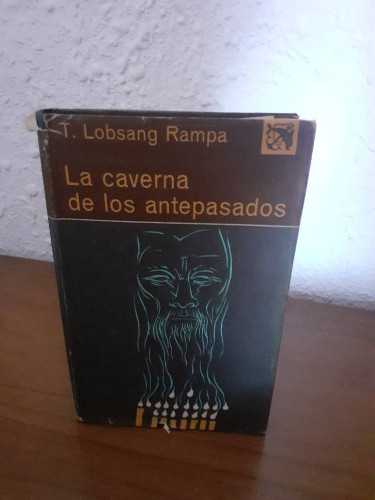 T. Lobsang Rampa
La caverna
de los antepasados